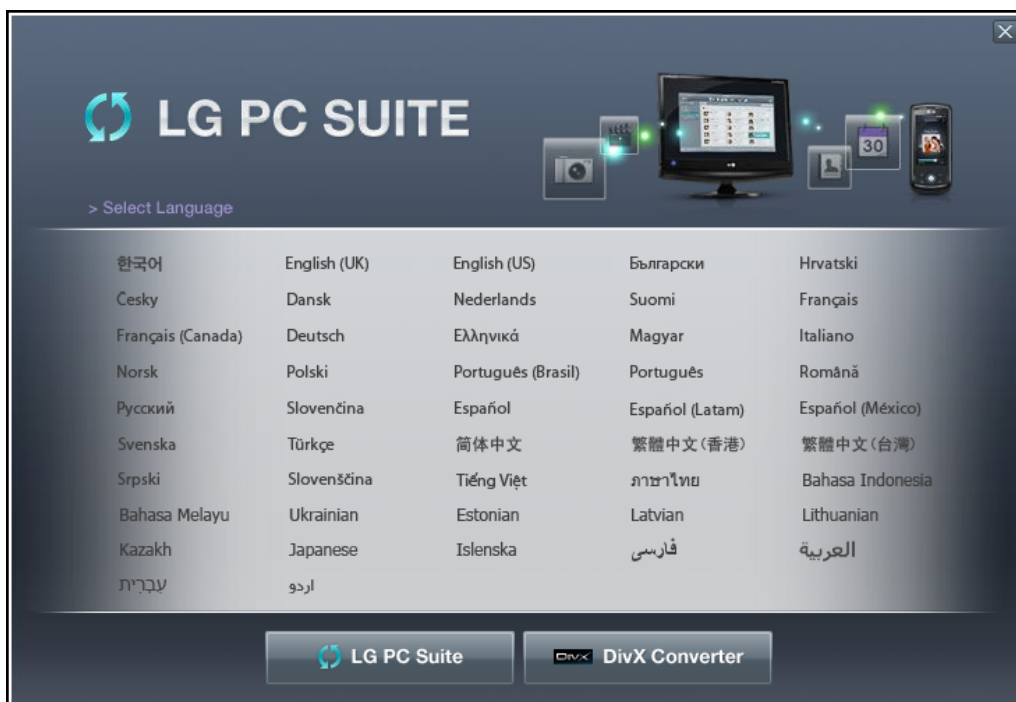 LG PC SUITE
30
> Select Language
한국어 English (UK) English (US) Български Hrvatski
Česky Dansk Nederlands Suomi Français
Français (Canada) Deutsch Ελληνικά Magyar Italiano
Norsk Polski Português (Brasil) Português Română
Русский Slovenčina Español Español (Latam) Español (México)
Svenska Türkçe 简体中文 繁體中文(香港) 繁體中文(台灣)
Srpski Slovenščina Tiếng Việt ภาษาไทย Bahasa Indonesia
Bahasa Melayu Ukrainian Estonian Latvian Lithuanian
Kazakh Japanese Islenska فارسی العربية
עִבְרִית اردو
LG PC Suite DivX DivX Converter